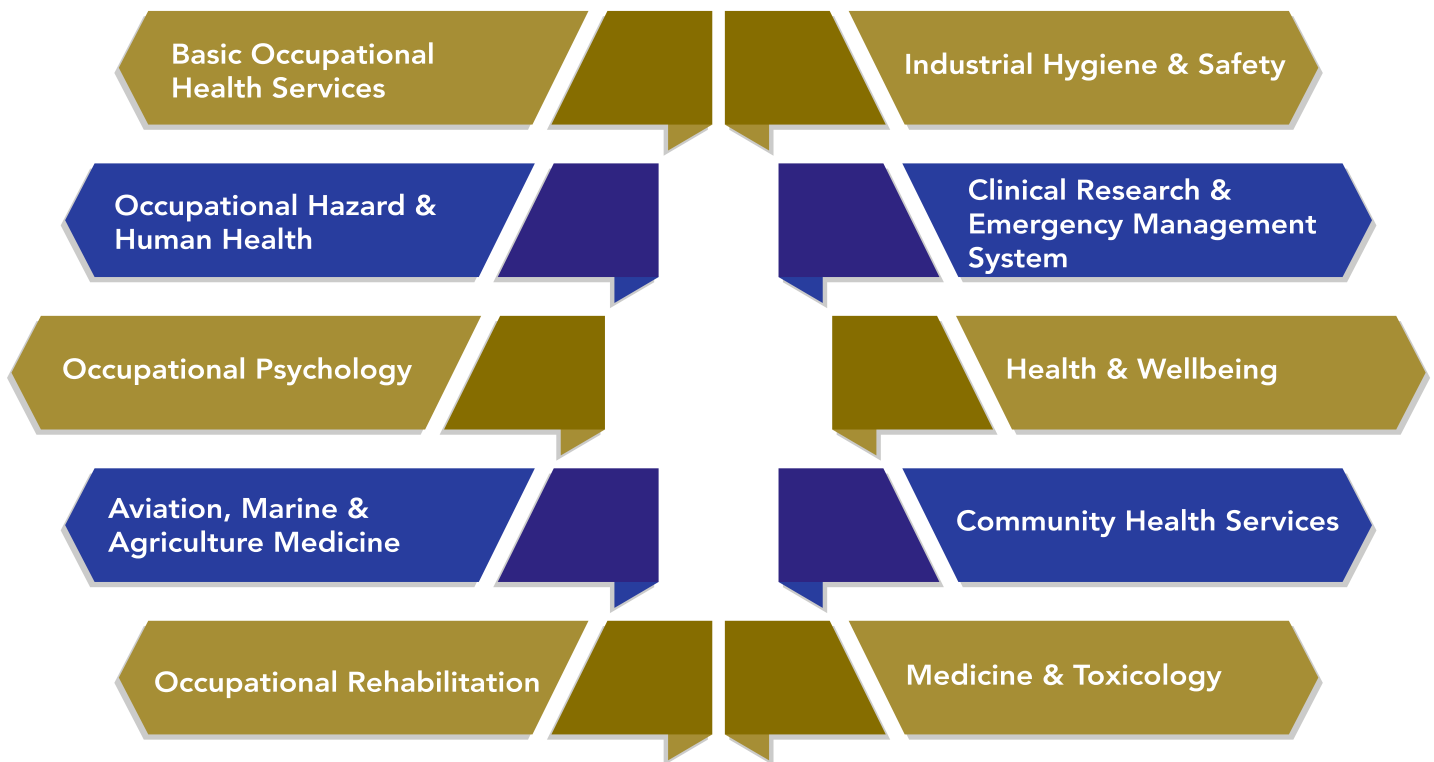 Basic Occupational
Health Services
Industrial Hygiene & Safety
Occupational Hazard &
Human Health
Clinical Research &
Emergency Management
System
Occupational Psychology
Health & Wellbeing
Aviation, Marine &
Agriculture Medicine
Community Health Services
Occupational Rehabilitation
Medicine & Toxicology